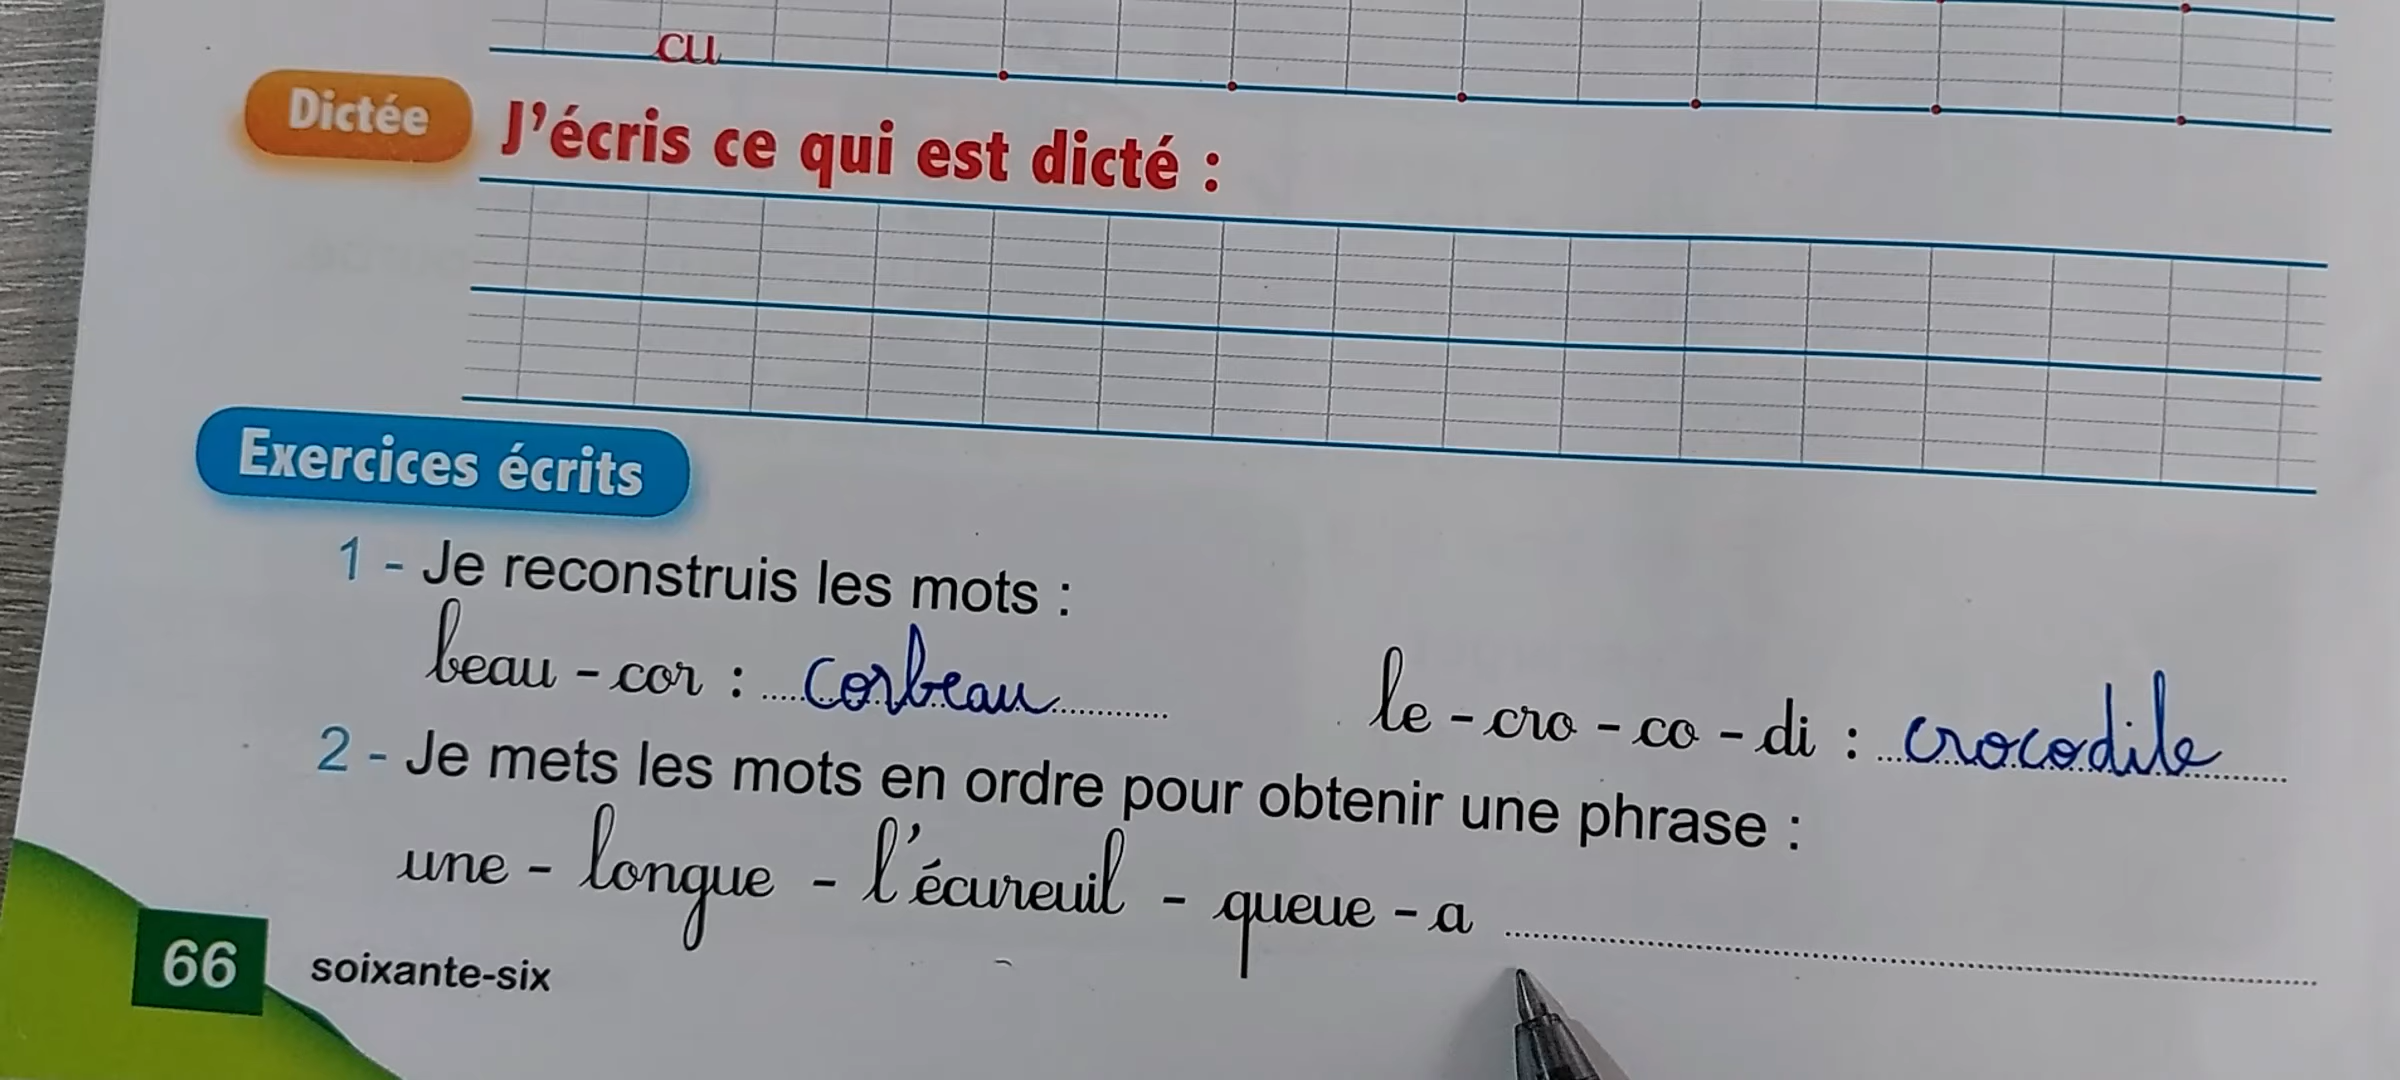 cu
Dictée J'écris ce qui est dicté :
Exercices écrits
1 - Je reconstruis les mots :
beau - cor : corbeau le - cro - co - di : crocodile
2 - Je mets les mots en ordre pour obtenir une phrase :
une - longue - l'écureuil - queue - a
66 soixante-six